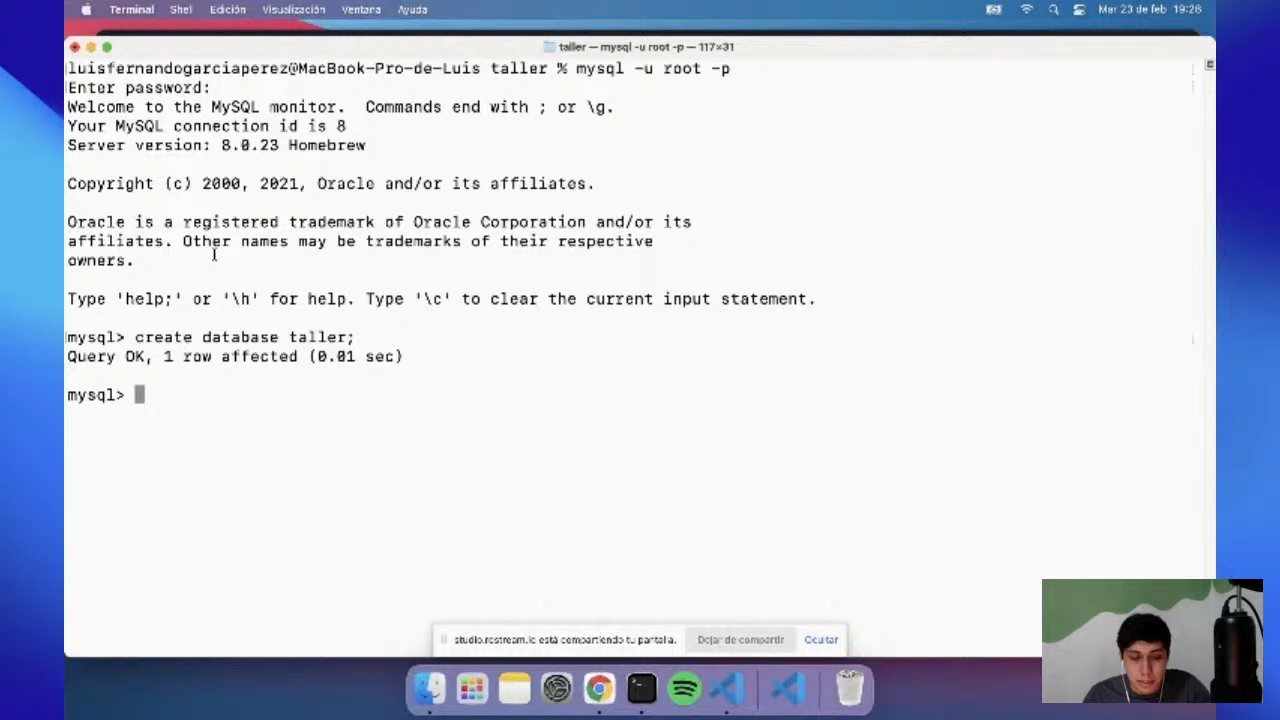 Terminal Shell Edición Visualización Ventana Ayuda Mar 23 de feb 19:26
taller — mysql -u root -p — 117×31
luisfernandogarciaperez@MacBook-Pro-de-Luis taller % mysql -u root -p
Enter password:
Welcome to the MySQL monitor.  Commands end with ; or \g.
Your MySQL connection id is 8
Server version: 8.0.23 Homebrew
Copyright (c) 2000, 2021, Oracle and/or its affiliates.
Oracle is a registered trademark of Oracle Corporation and/or its
affiliates. Other names may be trademarks of their respective
owners.
Type 'help;' or '\h' for help. Type '\c' to clear the current input statement.
mysql> create database taller;
Query OK, 1 row affected (0.01 sec)
mysql>
studio.restream.io está compartiendo tu pantalla. Dejar de compartir Ocultar